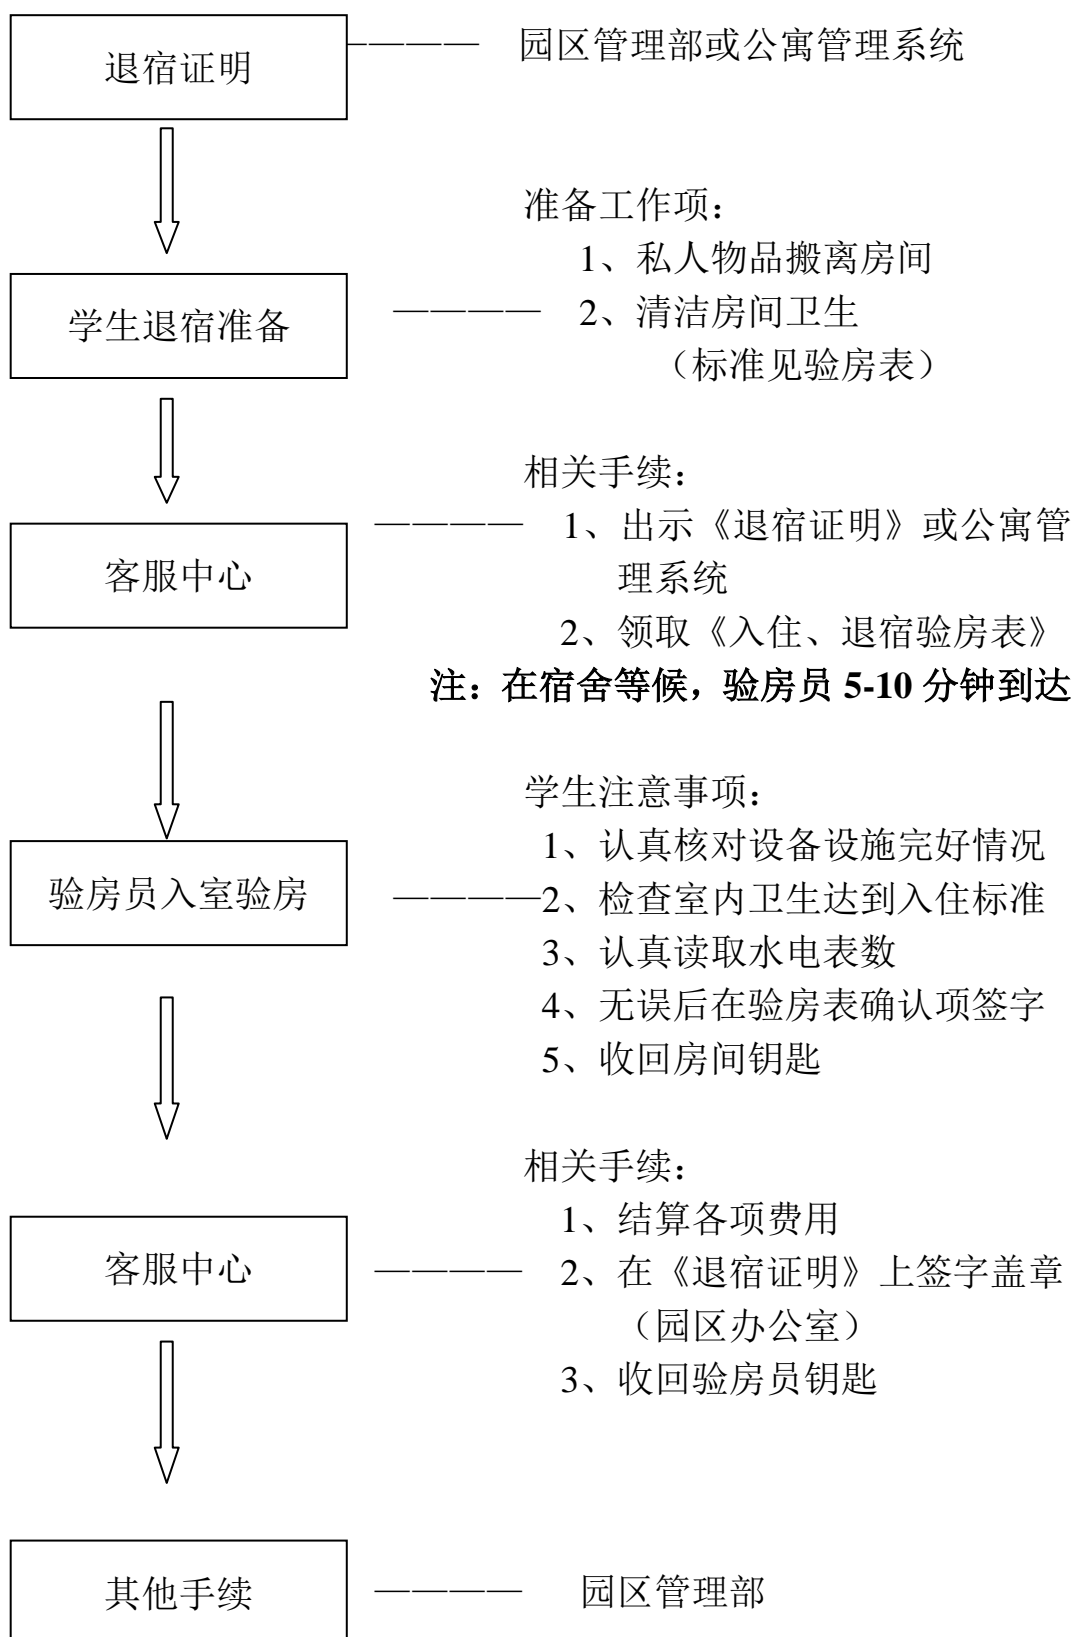 退宿证明
———— 园区管理部或公寓管理系统
准备工作项：
1、私人物品搬离房间
学生退宿准备
———— 2、清洁房间卫生
（标准见验房表）
相关手续：
———— 1、出示《退宿证明》或公寓管
理系统
客服中心
2、领取《入住、退宿验房表》
注：在宿舍等候，验房员 5-10 分钟到达
学生注意事项：
1、认真核对设备设施完好情况
验房员入室验房
————2、检查室内卫生达到入住标准
3、认真读取水电表数
4、无误后在验房表确认项签字
5、收回房间钥匙
相关手续：
1、结算各项费用
客服中心
———— 2、在《退宿证明》上签字盖章
（园区办公室）
3、收回验房员钥匙
其他手续
———— 园区管理部